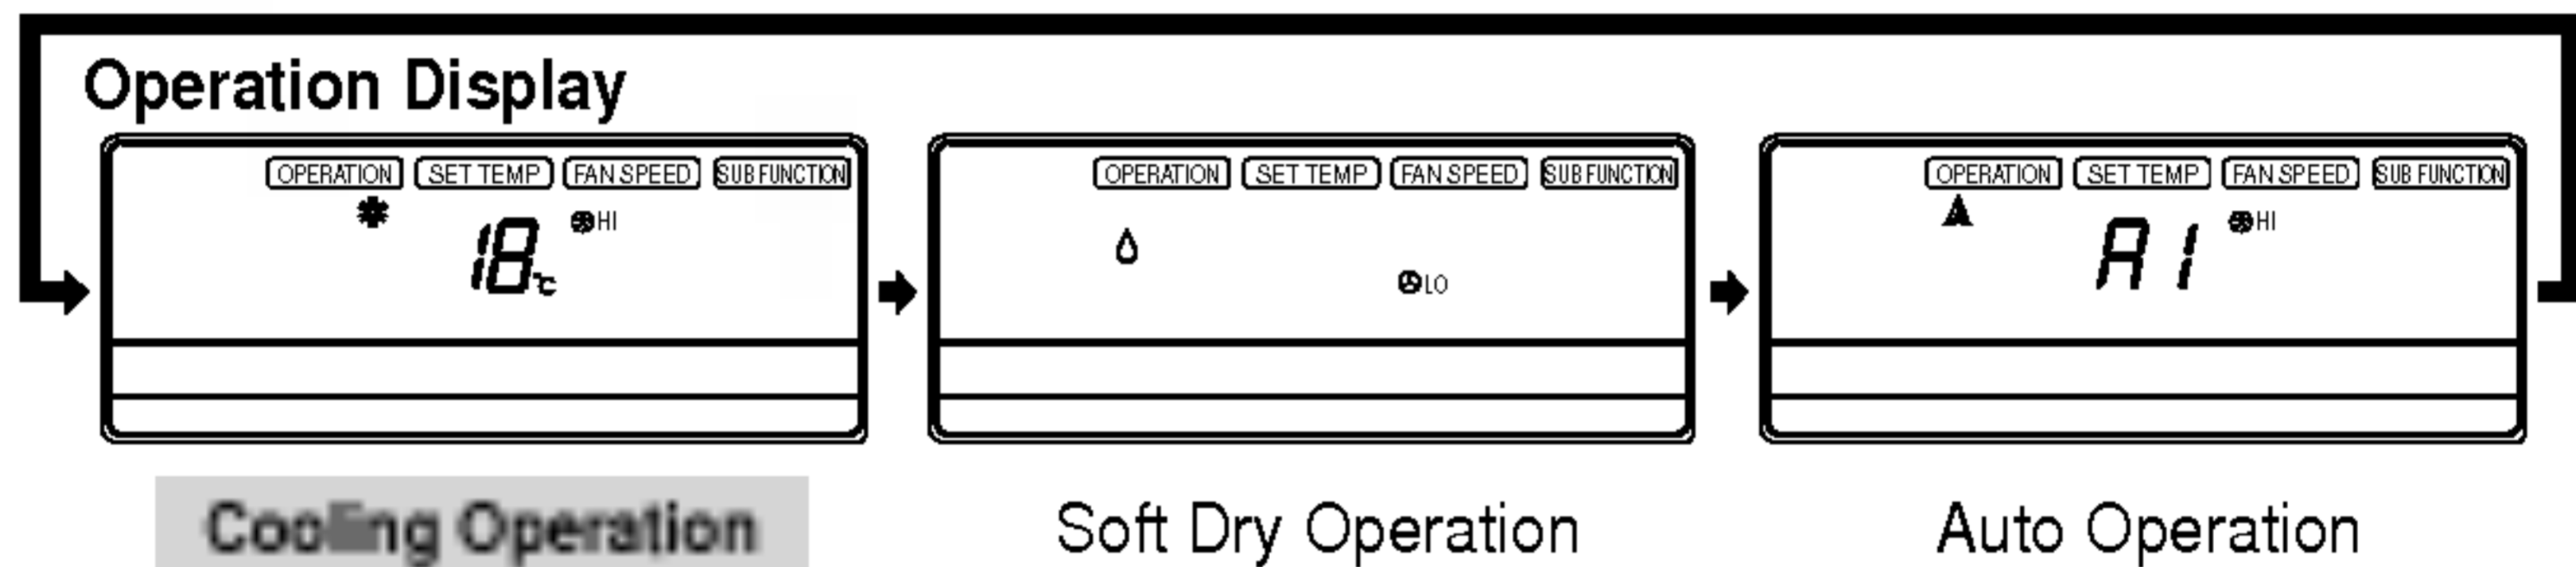 Operation Display
OPERATION SET TEMP FAN SPEED SUB FUNCTION
HI
18°C
OPERATION SET TEMP FAN SPEED SUB FUNCTION
LO
OPERATION SET TEMP FAN SPEED SUB FUNCTION
HI
A1
Cooling Operation
Soft Dry Operation
Auto Operation